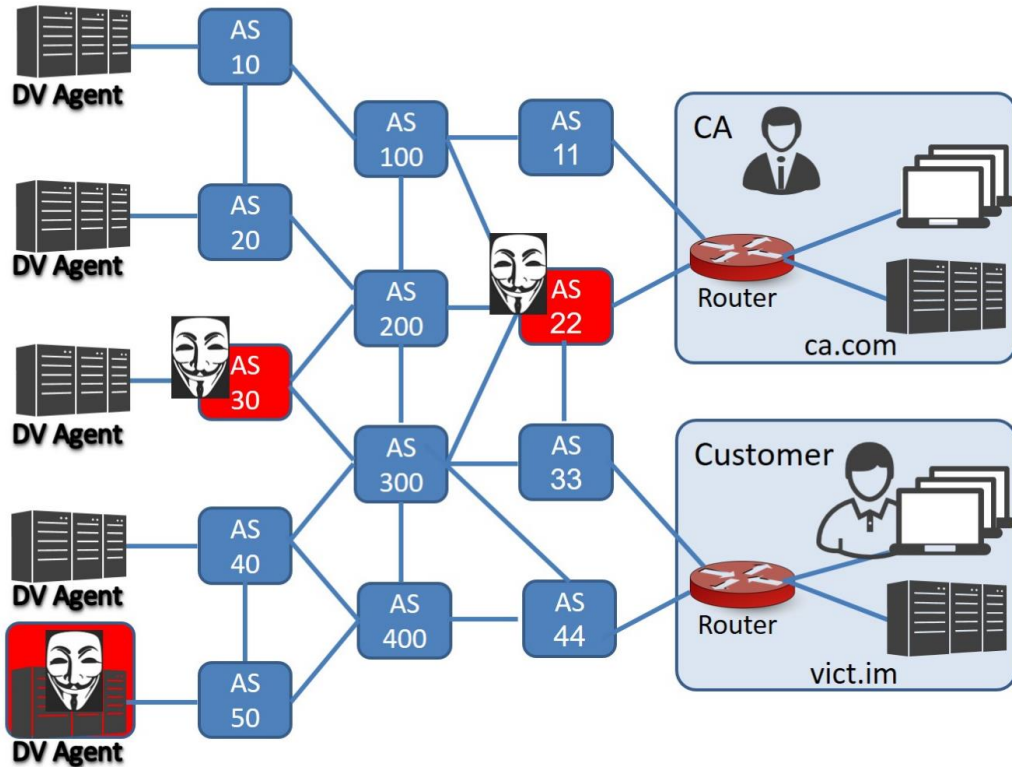 DV Agent
AS
10
AS
100
AS
11
CA
Router
ca.com
DV Agent
AS
20
AS
200
AS
22
DV Agent
AS
30
AS
300
AS
33
Customer
Router
vict.im
DV Agent
AS
40
AS
400
AS
44
DV Agent
AS
50